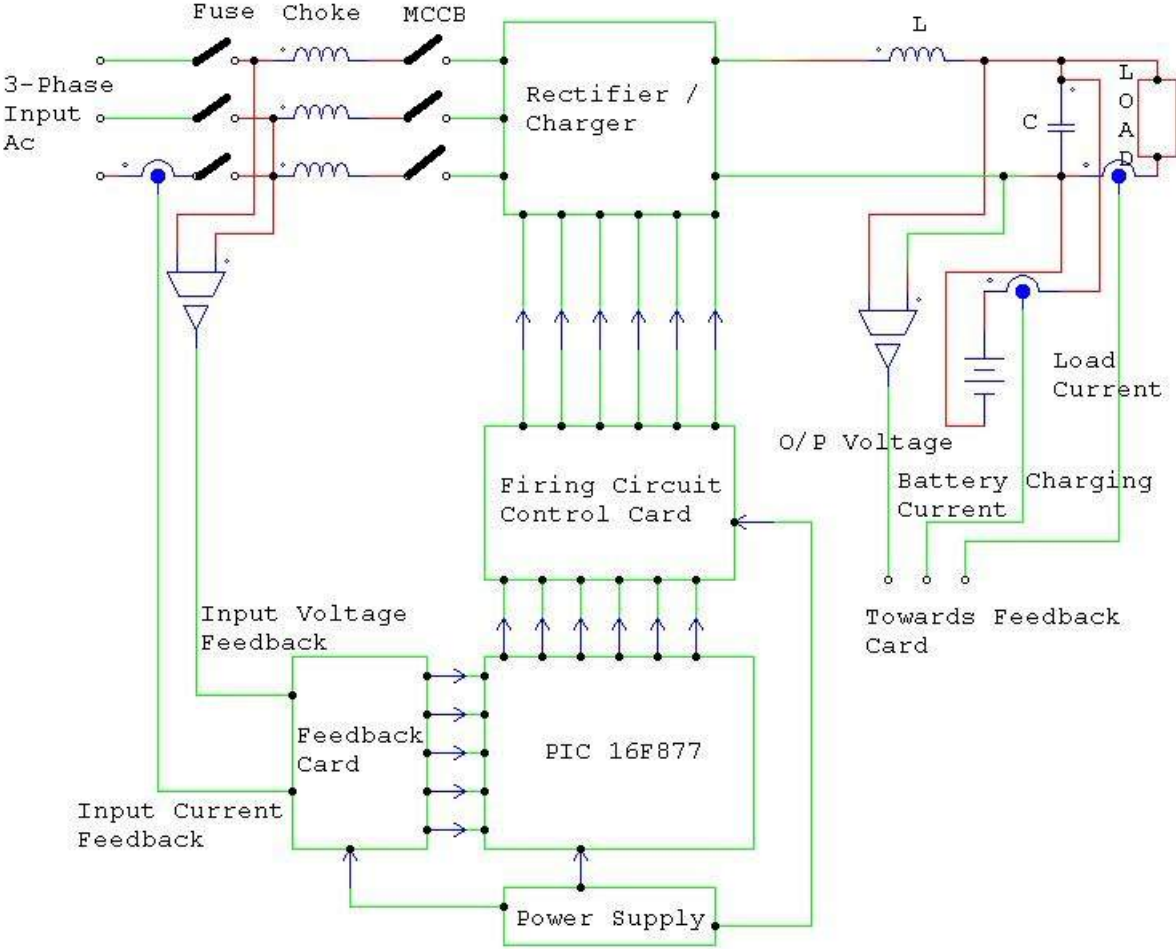 Fuse
Choke
MCCB
L
3-Phase
Input
Ac
Rectifier /
Charger
C
L
O
A
D
Load
Current
O/P Voltage
Battery Charging
Current
Firing Circuit
Control Card
Towards Feedback
Card
Input Voltage
Feedback
Feedback
Card
PIC 16F877
Input Current
Feedback
Power Supply